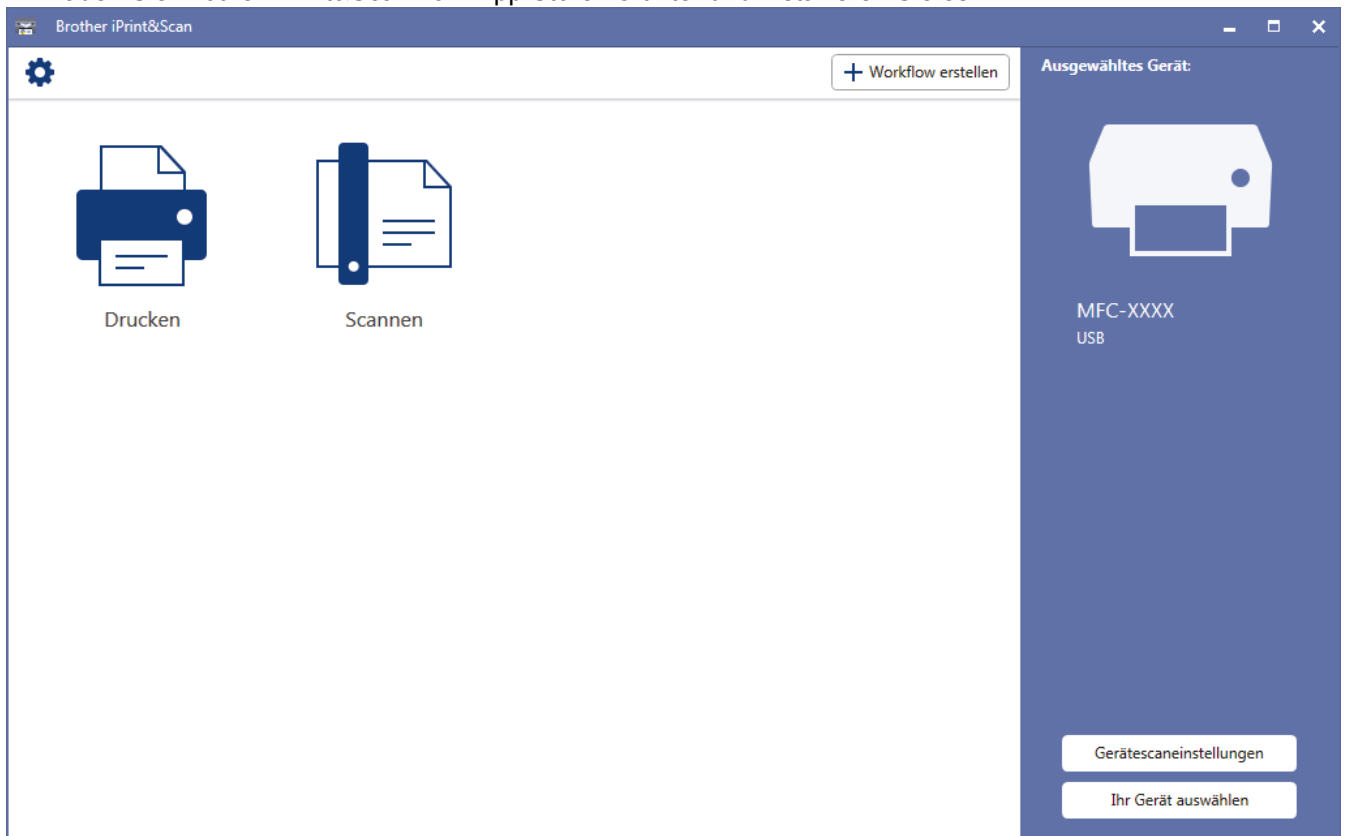 Brother iPrint&Scan
Workflow erstellen
Ausgewähltes Gerät:
Drucken
Scannen
MFC-XXXX
USB
Gerätescaneinstellungen
Ihr Gerät auswählen